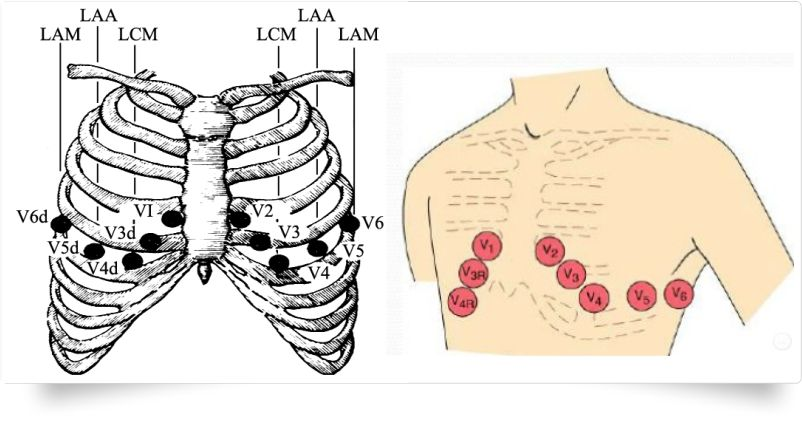 LAA LAA
LAM LCM LCM LAM
V6d V1 V2 V6
V3d V3
V5d V5
V4d V4
V1 V2
V3R V3
V4R V4 V5 V6